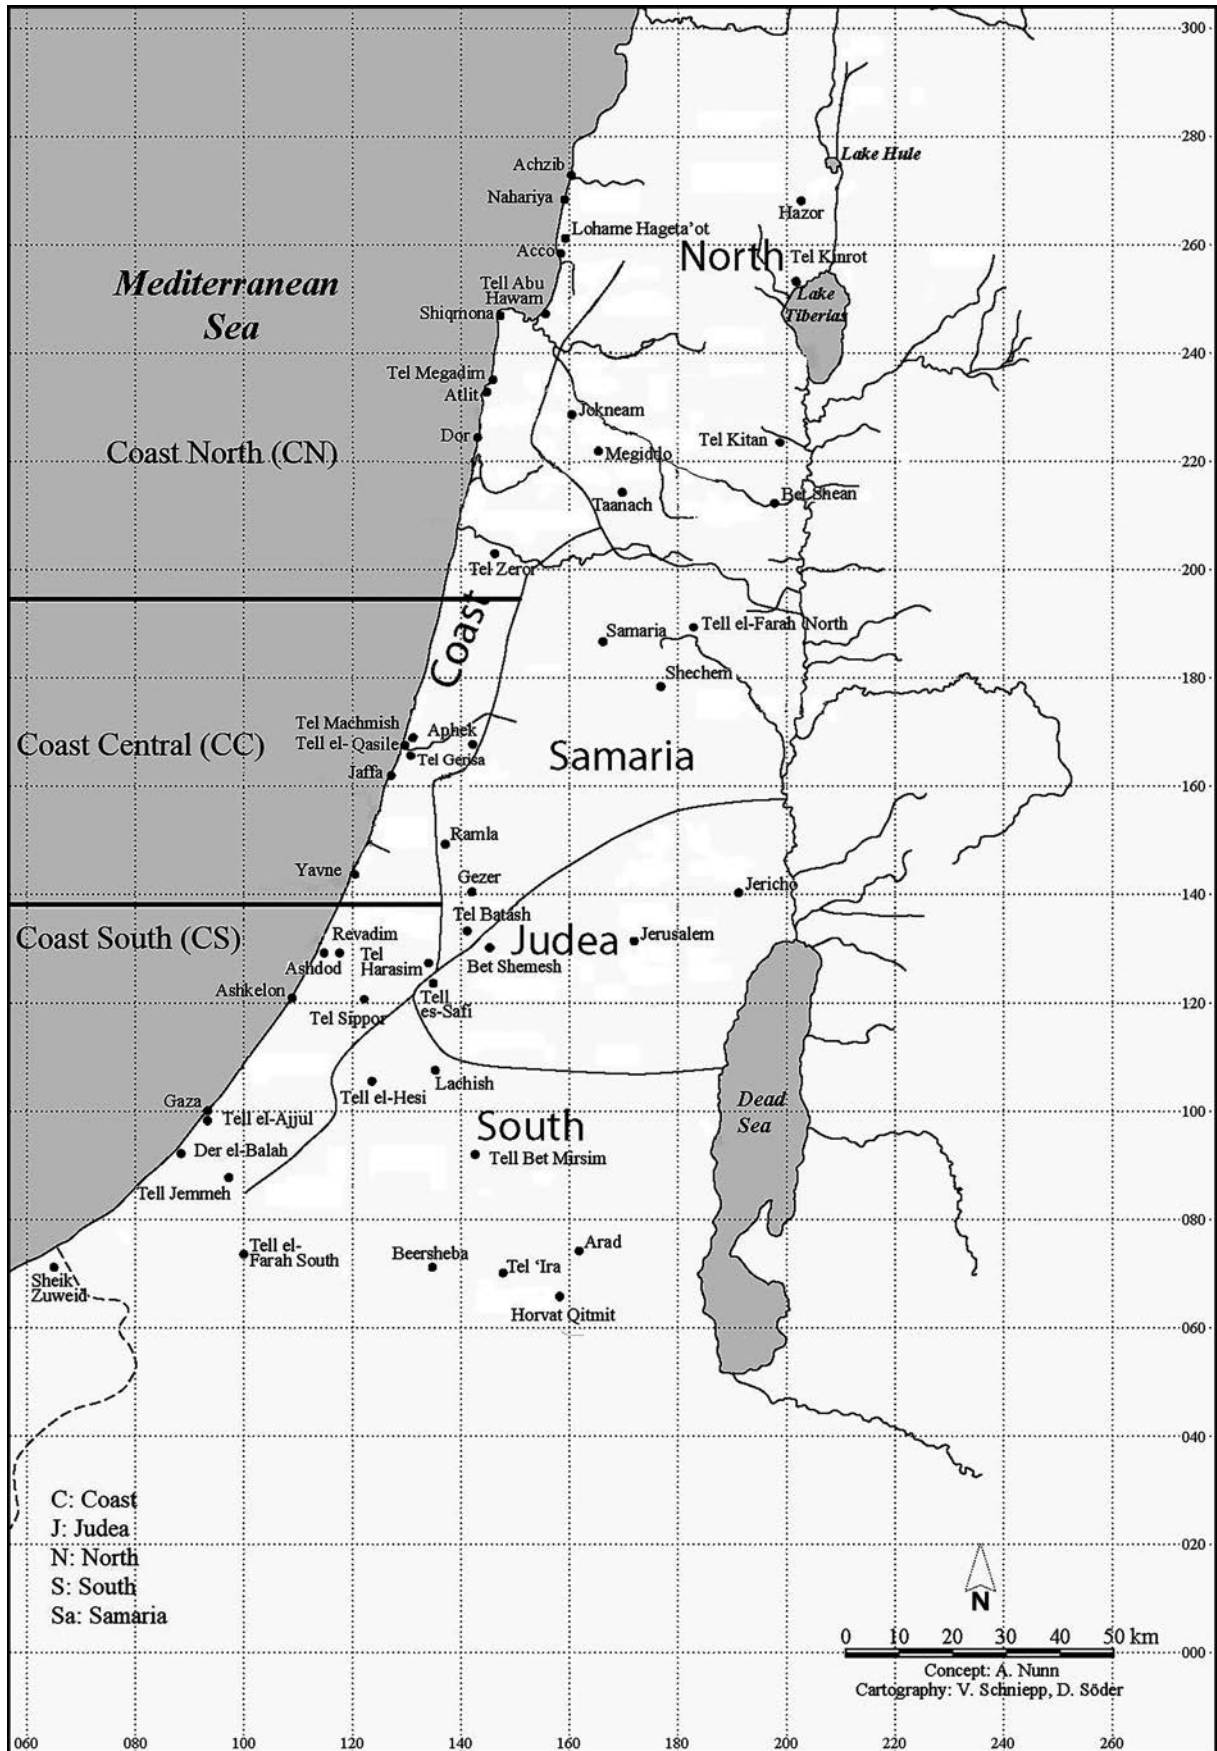 300
280
Achzib
Lake Hule
Nahariya
Hazor
Lohame Hageta’ot
Acco
North
260
Tel Kinrot
Mediterranean
Sea
Tell Abu
Hawam
Lake
Tiberias
Shiqmona
240
Tel Megadim
Atlit
Jokneam
Dor
Tel Kitan
Coast North (CN)
Megiddo
220
Taanach
Bet Shean
Tel Zeror
200
Coast
Samaria
Tell el-Farah North
Shechem
180
Tel Machmish
Aphek
Coast Central (CC)
Tell el-Qasile
Tel Gerisa
Samaria
Jaffa
160
Ramla
Yavne
Gezer
Jericho
140
Tel Batash
Coast South (CS)
Revadim
Judea
Jerusalem
Ashdod
Tel
Harasim
Bet Shemesh
Ashkelon
Tell
es-Safi
120
Tel Sippor
Lachish
Tell el-Hesi
Gaza
Tell el-Ajjul
Dead
Sea
100
South
Der el-Balah
Tell Bet Mirsim
Tell Jemmeh
080
Tell el-
Farah South
Beersheba
Arad
Tel ‘Ira
Sheik
Zuweid
Horvat Qitmit
060
040
C: Coast
J: Judea
N: North
S: South
Sa: Samaria
020
N
0 10 20 30 40 50 km
000
Concept: A. Nunn
Cartography: V. Schniepp, D. Söder
060 080 100 120 140 160 180 200 220 240 260